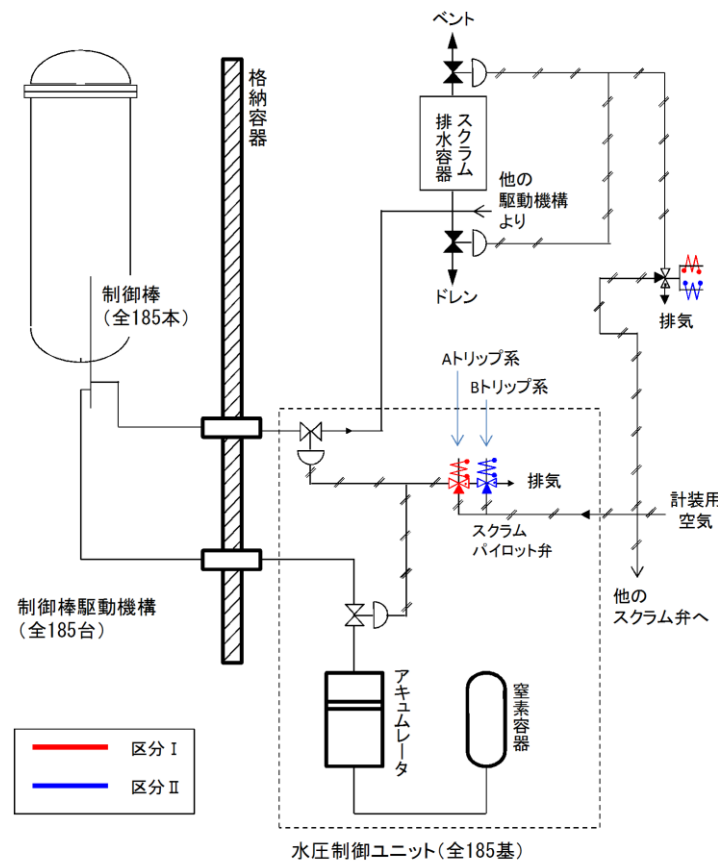 ベント
格納容器
スクラム
排水容器
他の
駆動機構
より
制御棒
(全185本)
ドレン
排気
Aトリップ系
Bトリップ系
排気
スクラム
パイロット弁
計装用
空気
他の
スクラム弁へ
制御棒駆動機構
(全185台)
アキュムレータ
窒素容器
区分Ⅰ
区分Ⅱ
水圧制御ユニット(全185基)